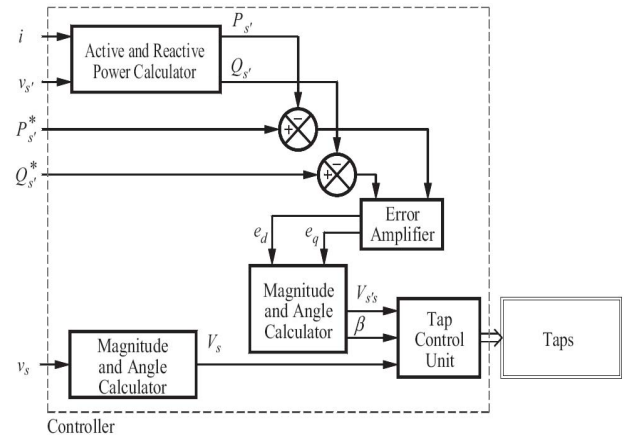 i
v_s'
P*_s'
Q*_s'
Active and Reactive
Power Calculator
P_s'
Q_s'
+
−
+
−
Error
Amplifier
e_d
e_q
Magnitude
and Angle
Calculator
V_s's
β
Tap
Control
Unit
Taps
v_s
Magnitude
and Angle
Calculator
V_s
Controller